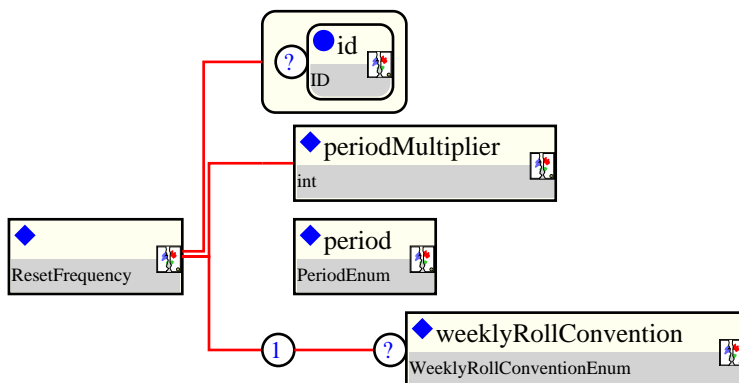 id
?
ID
periodMultiplier
int
period
PeriodEnum
ResetFrequency
1
?
weeklyRollConvention
WeeklyRollConventionEnum